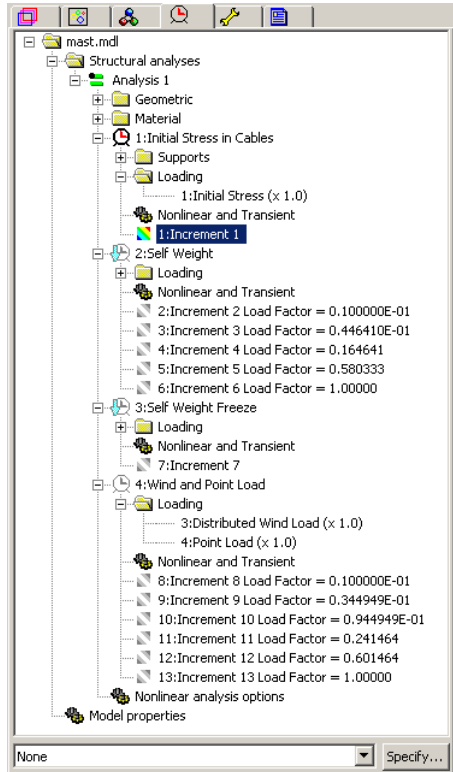 mast.mdl
Structural analyses
Analysis 1
Geometric
Material
1:Initial Stress in Cables
Supports
Loading
1:Initial Stress (x 1.0)
Nonlinear and Transient
1:Increment 1
2:Self Weight
Loading
Nonlinear and Transient
2:Increment 2 Load Factor = 0.100000E-01
3:Increment 3 Load Factor = 0.446410E-01
4:Increment 4 Load Factor = 0.164641
5:Increment 5 Load Factor = 0.580333
6:Increment 6 Load Factor = 1.00000
3:Self Weight Freeze
Loading
Nonlinear and Transient
7:Increment 7
4:Wind and Point Load
Loading
3:Distributed Wind Load (x 1.0)
4:Point Load (x 1.0)
Nonlinear and Transient
8:Increment 8 Load Factor = 0.100000E-01
9:Increment 9 Load Factor = 0.344949E-01
10:Increment 10 Load Factor = 0.944949E-01
11:Increment 11 Load Factor = 0.241464
12:Increment 12 Load Factor = 0.601464
13:Increment 13 Load Factor = 1.00000
Nonlinear analysis options
Model properties
None Specify...